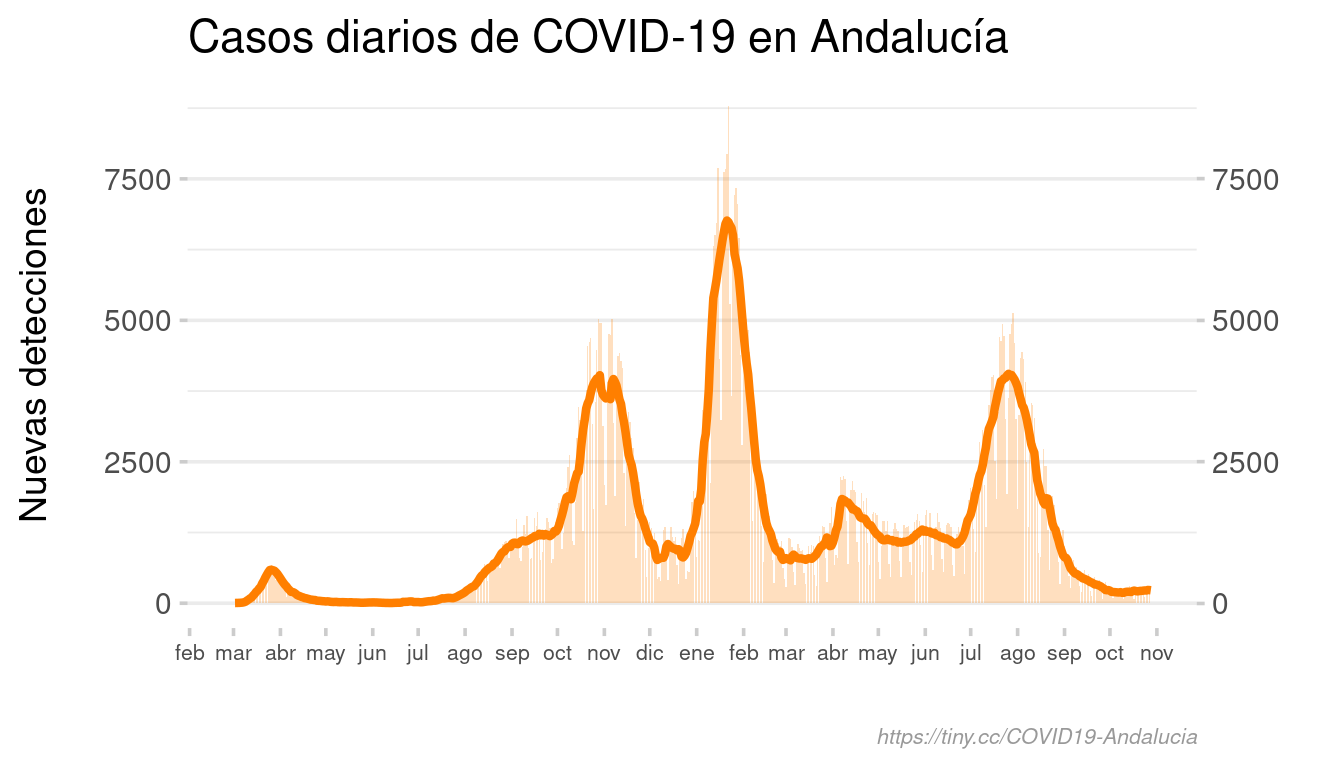 Casos diarios de COVID-19 en Andalucía
Nuevas detecciones
7500 7500
5000 5000
2500 2500
0 0
feb mar abr may jun jul ago sep oct nov dic ene feb mar abr may jun jul ago sep oct nov
https://tiny.cc/COVID19-Andalucia